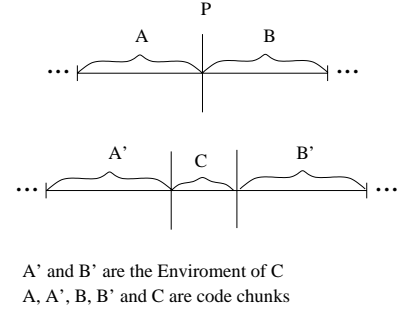 P
A B
... ...
A’ C B’
... ...
A’ and B’ are the Enviroment of C
A, A’, B, B’ and C are code chunks